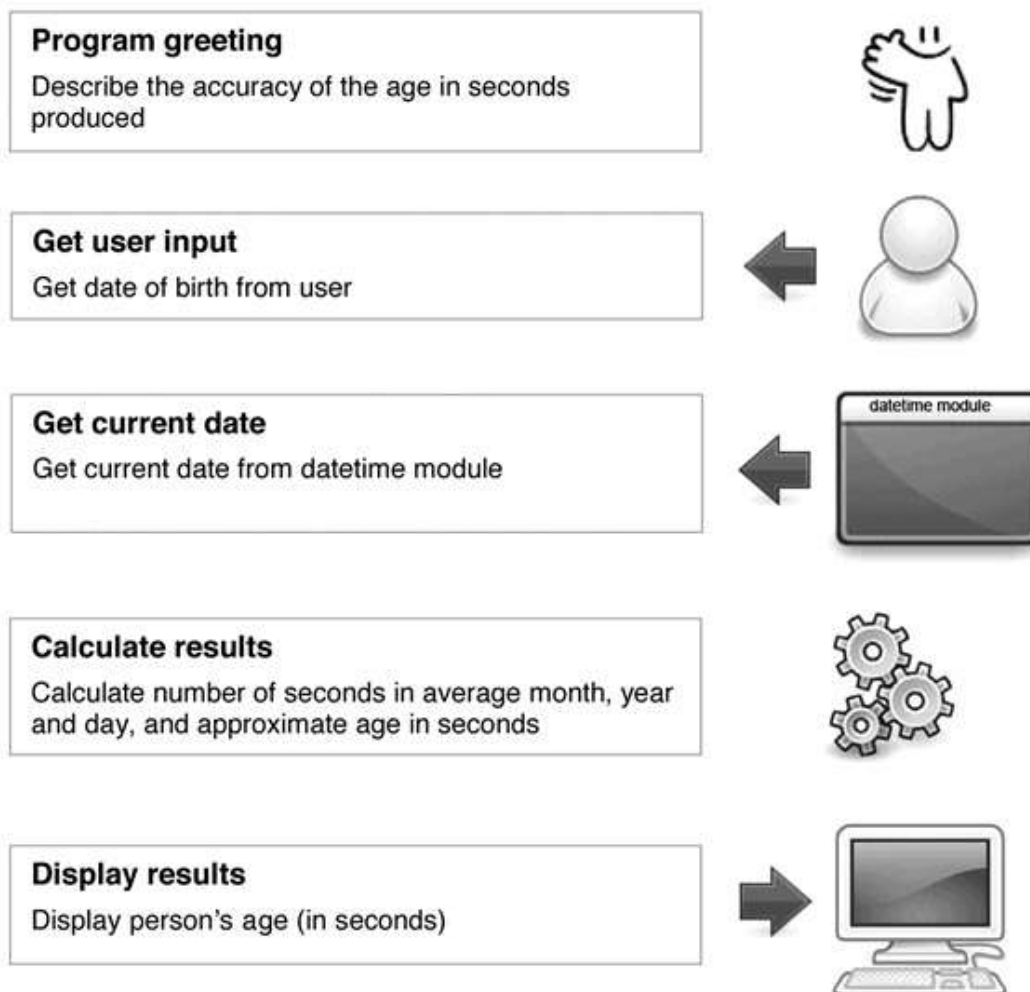 Program greeting
Describe the accuracy of the age in seconds
produced
Get user input
Get date of birth from user
Get current date
Get current date from datetime module
datetime module
Calculate results
Calculate number of seconds in average month, year
and day, and approximate age in seconds
Display results
Display person's age (in seconds)